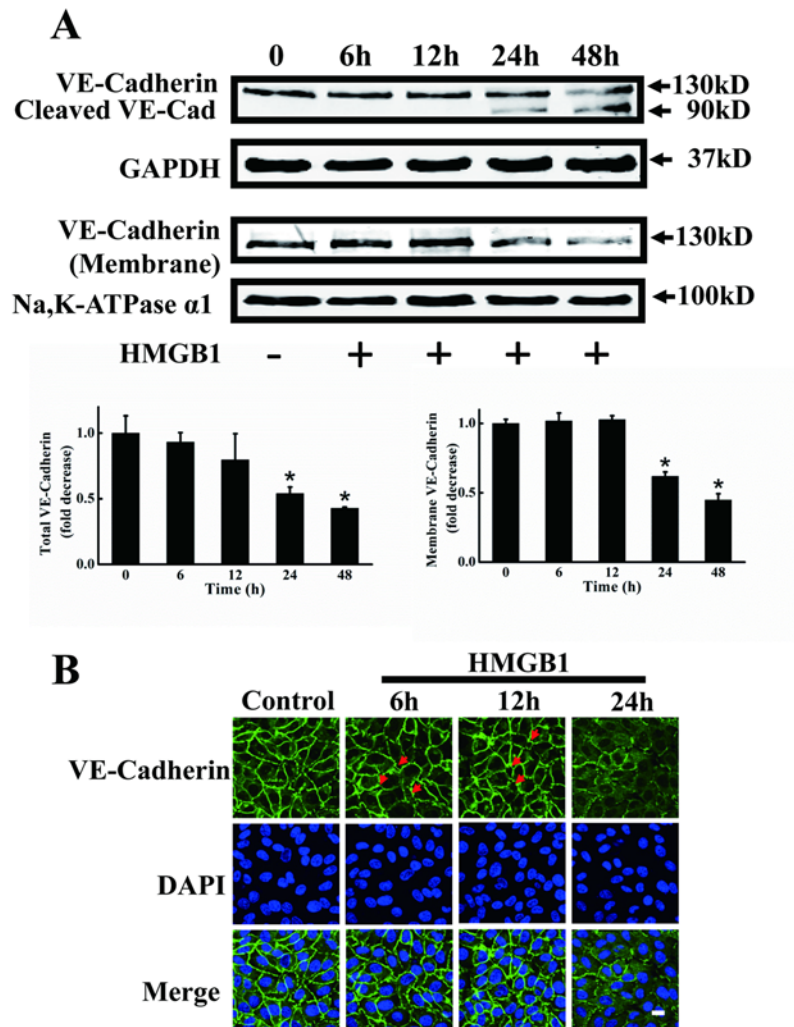 A
0 6h 12h 24h 48h
VE-Cadherin 130kD
Cleaved VE-Cad 90kD
GAPDH 37kD
VE-Cadherin 130kD
(Membrane)
Na,K-ATPase α1 100kD
HMGB1 - + + + +
Total VE-Cadherin
(fold decrease)
1.0
0.5
0.0
* *
0 6 12 24 48
Time (h)
Membrane VE-Cadherin
(fold decrease)
1.0
0.5
0.0
* *
0 6 12 24 48
Time (h)
B
HMGB1
Control 6h 12h 24h
VE-Cadherin
DAPI
Merge